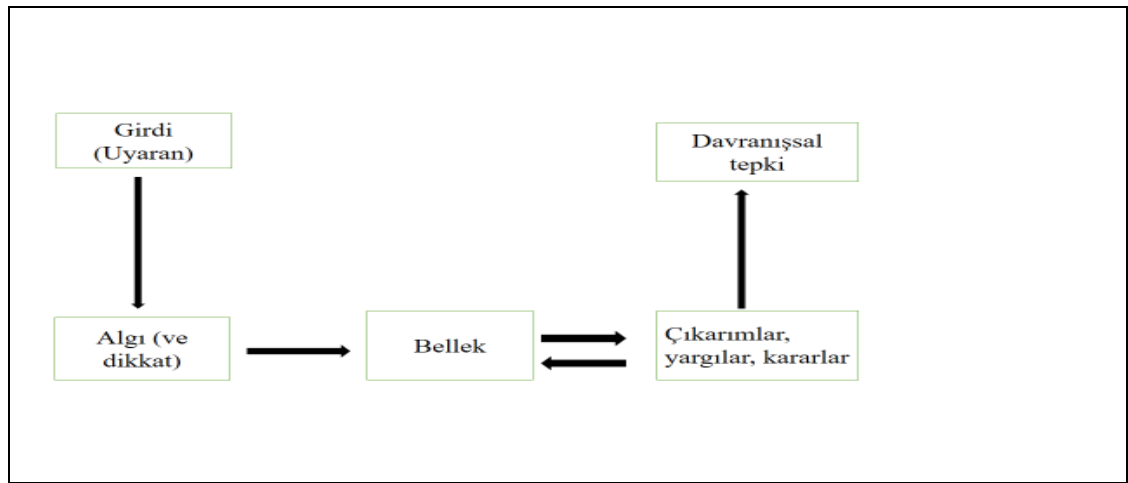 Girdi
(Uyaran)
Davranışsal
tepki
Algı (ve
dikkat)
Bellek
Çıkarımlar,
yargılar, kararlar